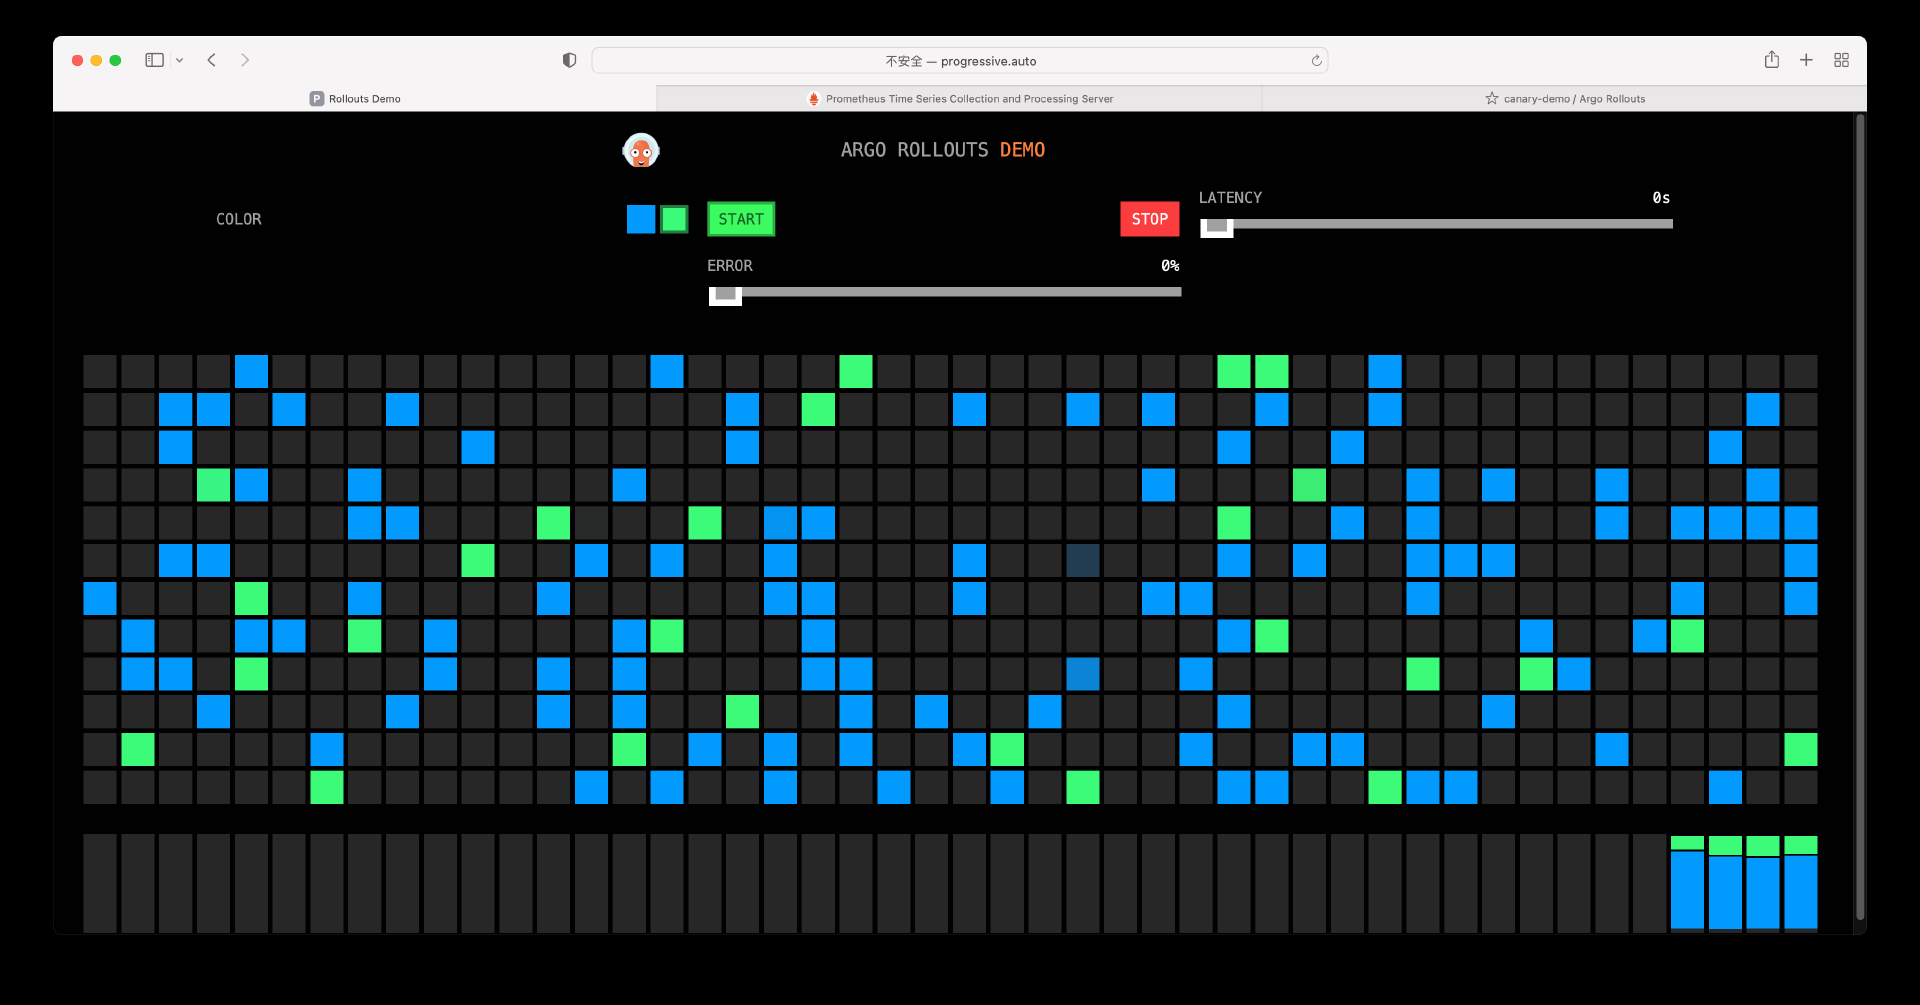 不安全 — progressive.auto
P Rollouts Demo
Prometheus Time Series Collection and Processing Server
canary-demo / Argo Rollouts
ARGO ROLLOUTS DEMO
COLOR
START
STOP
LATENCY 0s
ERROR 0%